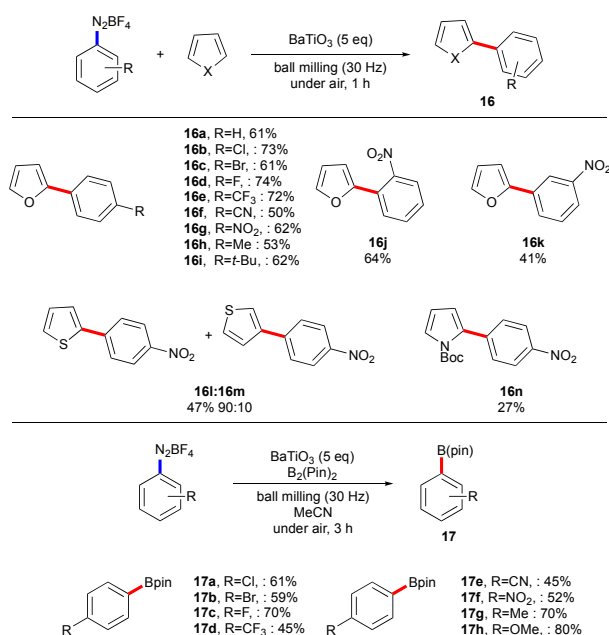 N2BF4
R
+
X
BaTiO3 (5 eq)
ball milling (30 Hz)
under air, 1 h
X
R
16
O
R
16a, R=H, 61%
16b, R=Cl, : 73%
16c, R=Br, : 61%
16d, R=F, : 74%
16e, R=CF3, : 72%
16f, R=CN, : 50%
16g, R=NO2, : 62%
16h, R=Me : 53%
16i, R=t-Bu, : 62%
O2N
O
16j
64%
NO2
O
16k
41%
S
NO2
+
S
NO2
16l:16m
47% 90:10
N
Boc
NO2
16n
27%
N2BF4
R
BaTiO3 (5 eq)
B2(Pin)2
ball milling (30 Hz)
MeCN
under air, 3 h
B(pin)
R
17
Bpin
R
17a, R=Cl, : 61%
17b, R=Br, : 59%
17c, R=F, : 70%
17d, R=CF3 : 45%
Bpin
R
17e, R=CN, : 45%
17f, R=NO2, : 52%
17g, R=Me : 70%
17h, R=OMe, : 80%